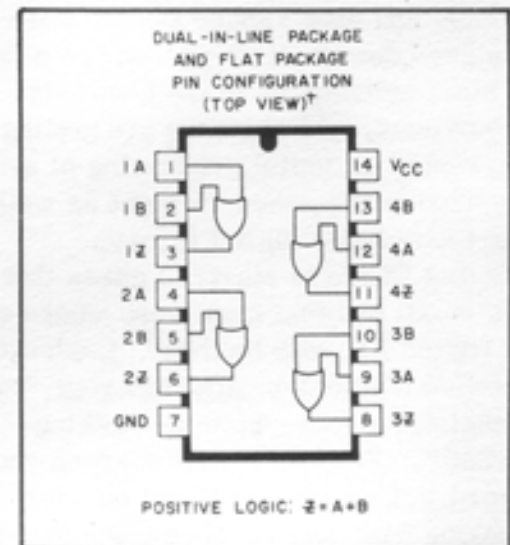 DUAL-IN-LINE PACKAGE
AND FLAT PACKAGE
PIN CONFIGURATION
(TOP VIEW)†
1A 1 14 VCC
1B 2 13 4B
1Z 3 12 4A
2A 4 11 4Z
2B 5 10 3B
2Z 6 9 3A
GND 7 8 3Z
POSITIVE LOGIC: Z=A+B